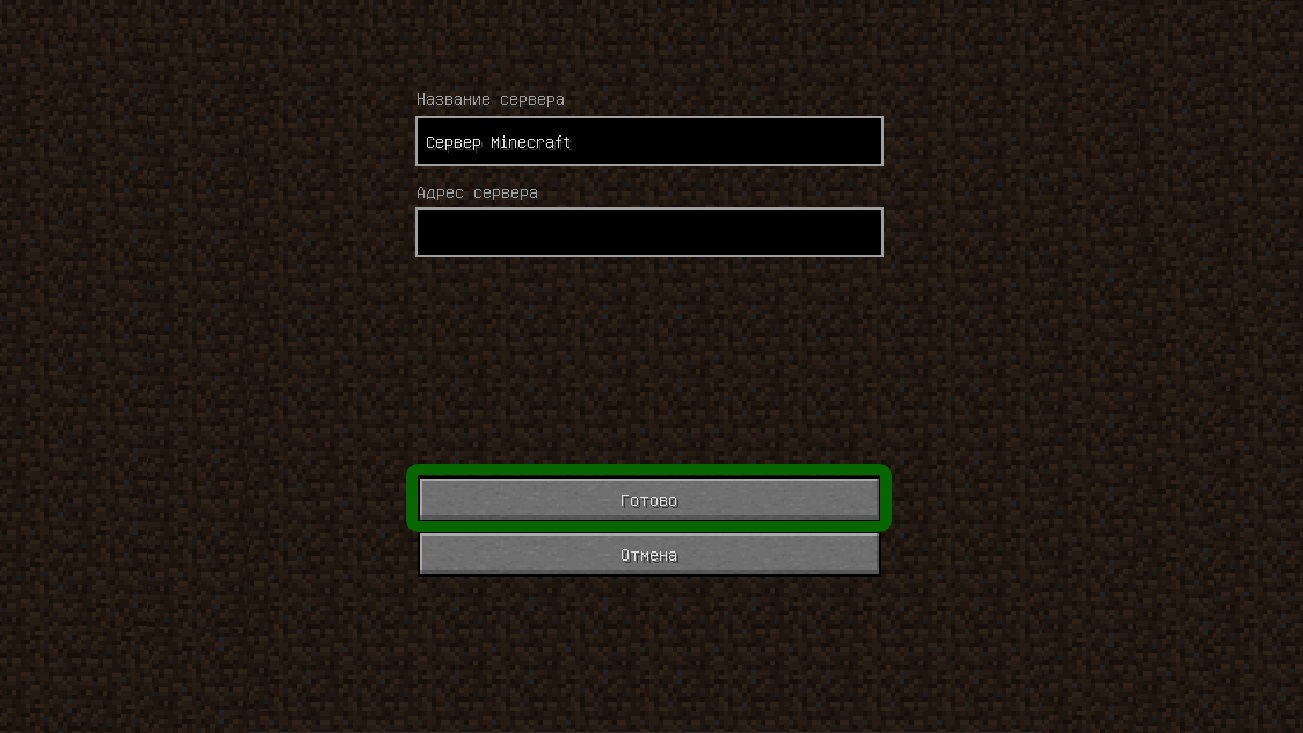 Название сервера
Сервер Minecraft
Адрес сервера
Готово
Отмена